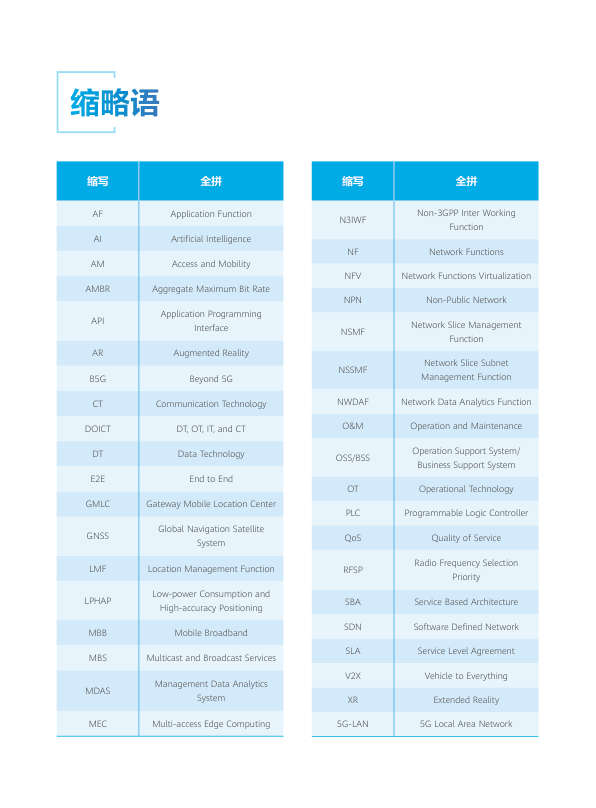 缩略语
缩写 全拼
AF Application Function
AI Artificial Intelligence
AM Access and Mobility
AMBR Aggregate Maximum Bit Rate
API Application Programming
Interface
AR Augmented Reality
B5G Beyond 5G
CT Communication Technology
DOICT DT, OT, IT, and CT
DT Data Technology
E2E End to End
GMLC Gateway Mobile Location Center
GNSS Global Navigation Satellite
System
LMF Location Management Function
LPHAP Low-power Consumption and
High-accuracy Positioning
MBB Mobile Broadband
MBS Multicast and Broadcast Services
MDAS Management Data Analytics
System
MEC Multi-access Edge Computing
缩写 全拼
N3IWF Non-3GPP Inter Working
Function
NF Network Functions
NFV Network Functions Virtualization
NPN Non-Public Network
NSMF Network Slice Management
Function
NSSMF Network Slice Subnet
Management Function
NWDAF Network Data Analytics Function
O&M Operation and Maintenance
OSS/BSS Operation Support System/
Business Support System
OT Operational Technology
PLC Programmable Logic Controller
QoS Quality of Service
RFSP Radio Frequency Selection
Priority
SBA Service Based Architecture
SDN Software Defined Network
SLA Service Level Agreement
V2X Vehicle to Everything
XR Extended Reality
5G-LAN 5G Local Area Network